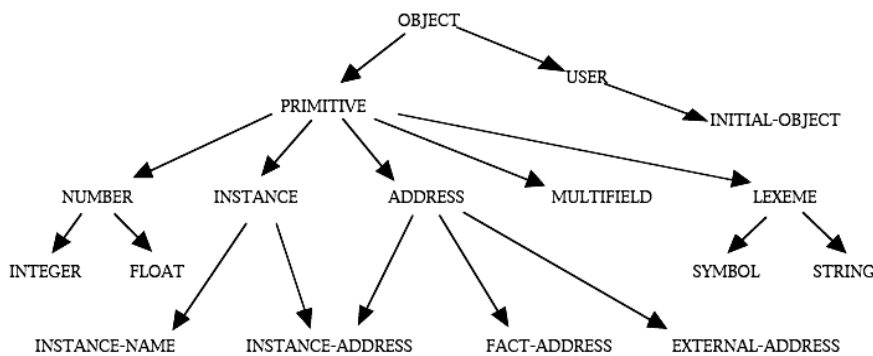 OBJECT
USER
PRIMITIVE
INITIAL-OBJECT
NUMBER INSTANCE ADDRESS MULTIFIELD LEXEME
INTEGER FLOAT SYMBOL STRING
INSTANCE-NAME INSTANCE-ADDRESS FACT-ADDRESS EXTERNAL-ADDRESS